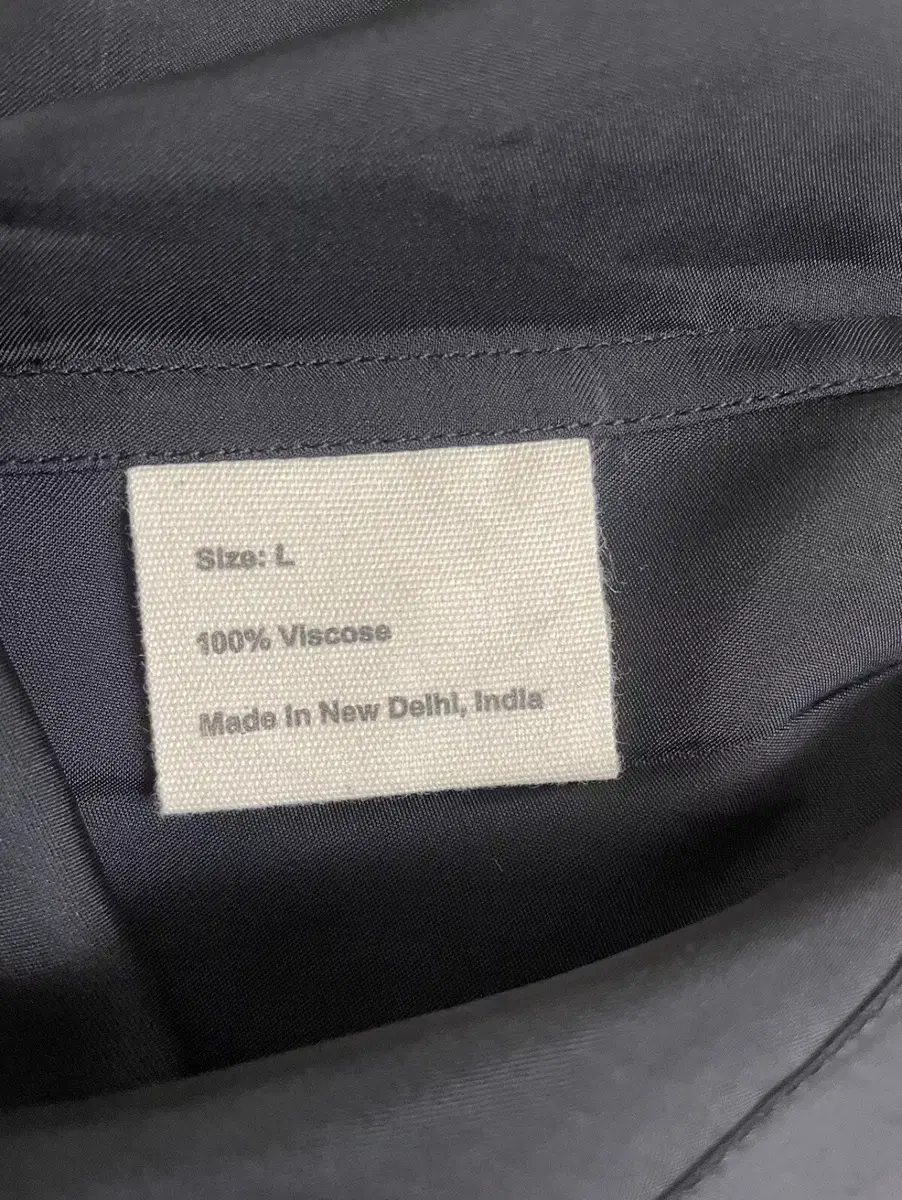 Size: L
100% Viscose
Made in New Delhi, India